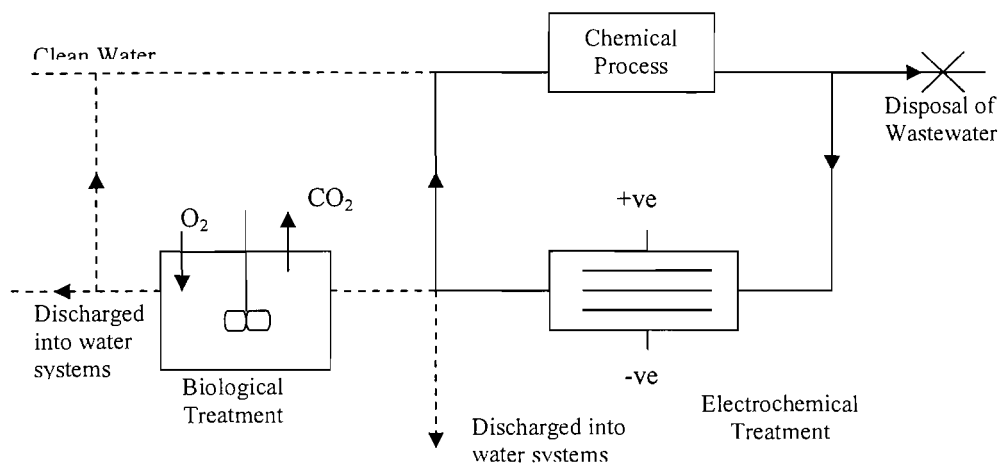 Clean Water
Chemical
Process
Disposal of
Wastewater
O2
CO2
+ve
Discharged
into water
systems
Biological
Treatment
-ve
Electrochemical
Treatment
Discharged into
water systems